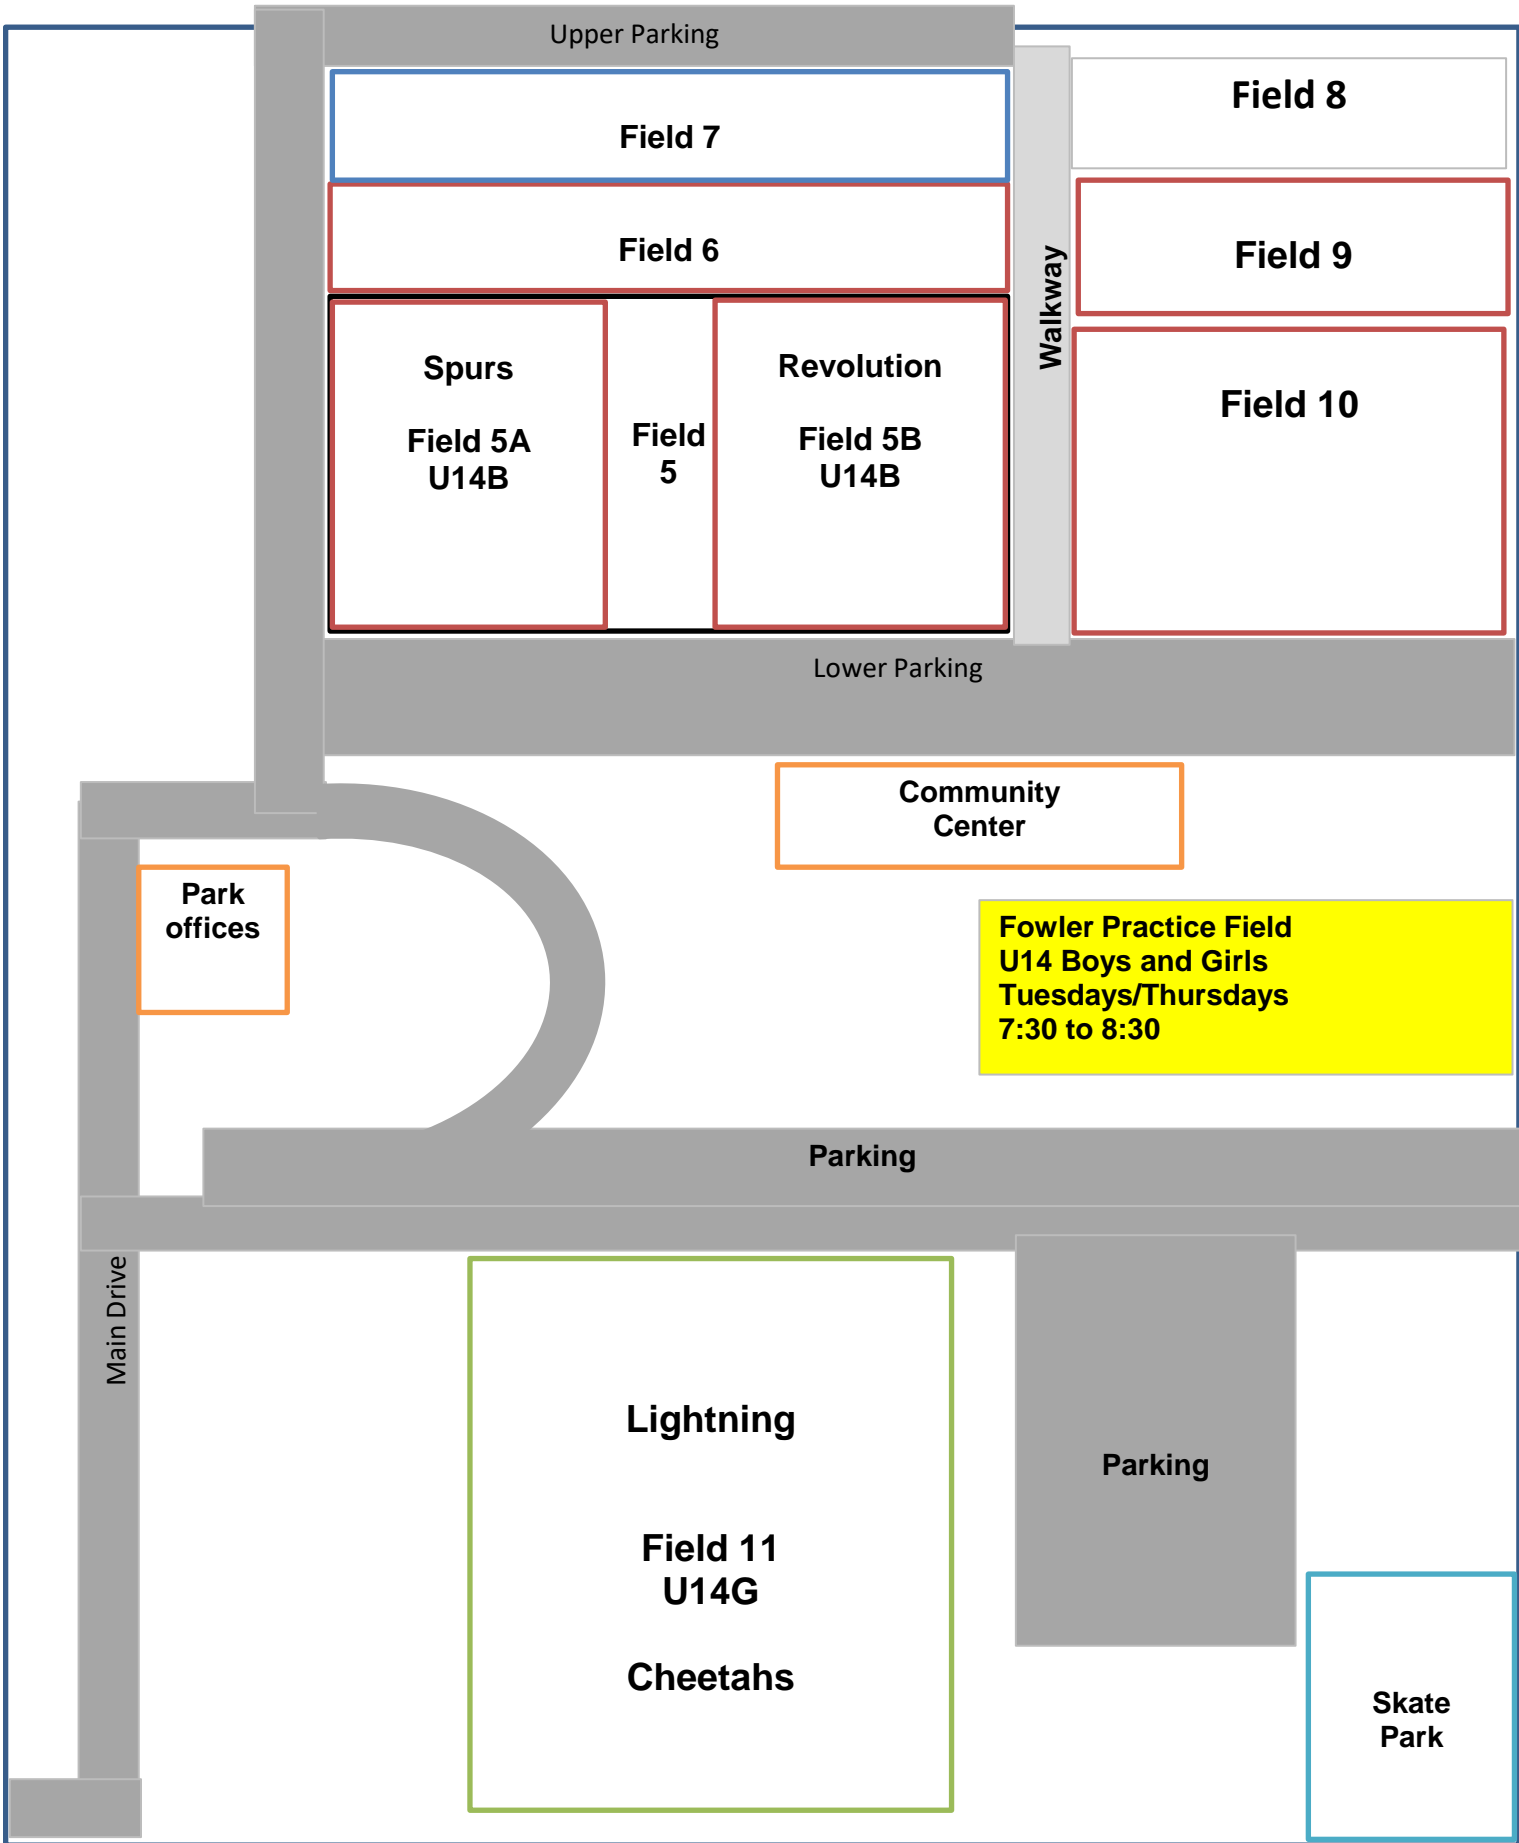 Upper Parking
Field 7
Field 8
Field 6
Field 9
Walkway
Spurs
Field 5A
U14B
Field
5
Revolution
Field 5B
U14B
Field 10
Lower Parking
Community
Center
Park
offices
Fowler Practice Field
U14 Boys and Girls
Tuesdays/Thursdays
7:30 to 8:30
Parking
Main Drive
Lightning
Field 11
U14G
Cheetahs
Parking
Skate
Park